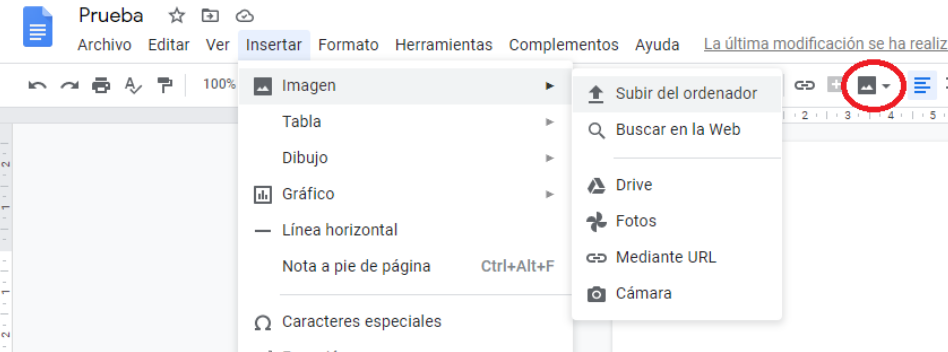 Prueba
Archivo Editar Ver Insertar Formato Herramientas Complementos Ayuda La última modificación se ha realiz
100%
Imagen
Tabla
Dibujo
Gráfico
Línea horizontal
Nota a pie de página Ctrl+Alt+F
Caracteres especiales
Subir del ordenador
Buscar en la Web
Drive
Fotos
Mediante URL
Cámara
2 3 4 5
2
1
1
2